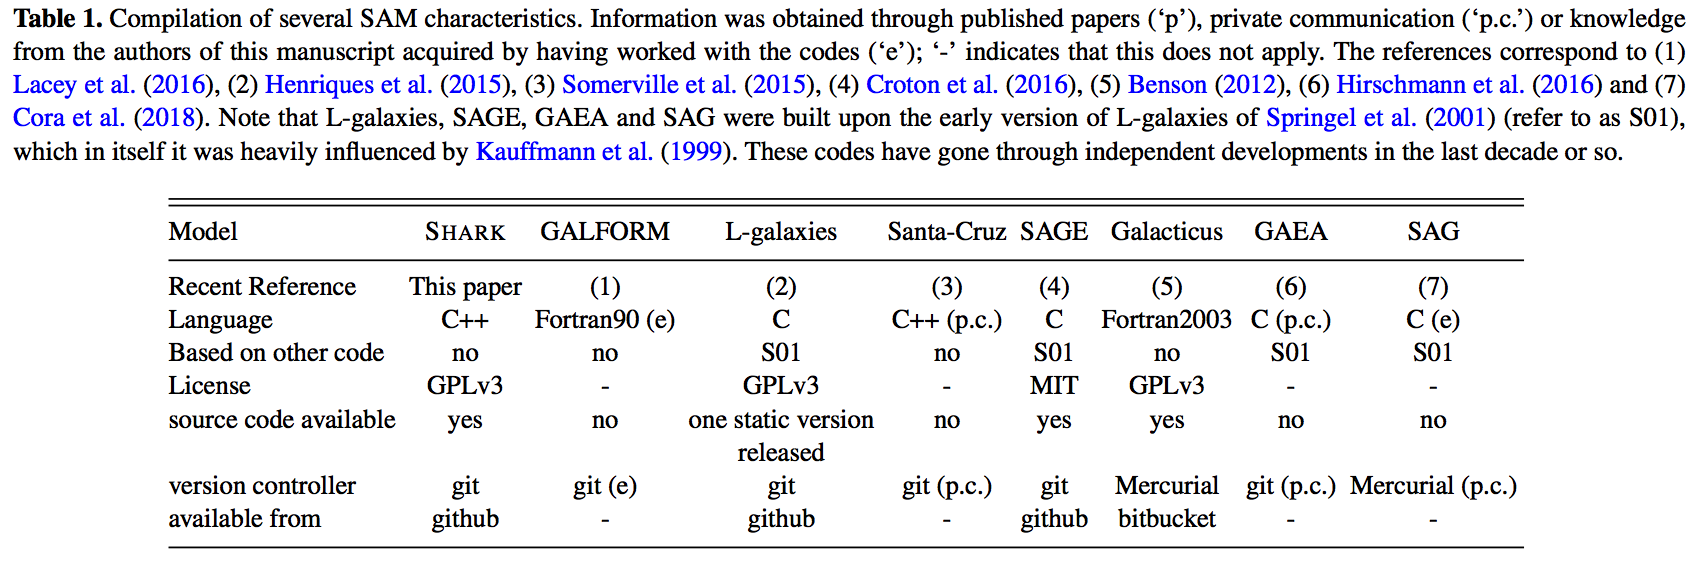 Table 1. Compilation of several SAM characteristics. Information was obtained through published papers (‘p’), private communication (‘p.c.’) or knowledge
from the authors of this manuscript acquired by having worked with the codes (‘e’); ‘-’ indicates that this does not apply. The references correspond to (1)
Lacey et al. (2016), (2) Henriques et al. (2015), (3) Somerville et al. (2015), (4) Croton et al. (2016), (5) Benson (2012), (6) Hirschmann et al. (2016) and (7)
Cora et al. (2018). Note that L-galaxies, SAGE, GAEA and SAG were built upon the early version of L-galaxies of Springel et al. (2001) (refer to as S01),
which in itself it was heavily influenced by Kauffmann et al. (1999). These codes have gone through independent developments in the last decade or so.
Model SHARK GALFORM L-galaxies Santa-Cruz SAGE Galacticus GAEA SAG
Recent Reference This paper (1) (2) (3) (4) (5) (6) (7)
Language C++ Fortran90 (e) C C++ (p.c.) C Fortran2003 C (p.c.) C (e)
Based on other code no no S01 no S01 no S01 S01
License GPLv3 - GPLv3 - MIT GPLv3 - -
source code available yes no one static version no yes yes no no
released
version controller git git (e) git git (p.c.) git Mercurial git (p.c.) Mercurial (p.c.)
available from github - github - github bitbucket - -